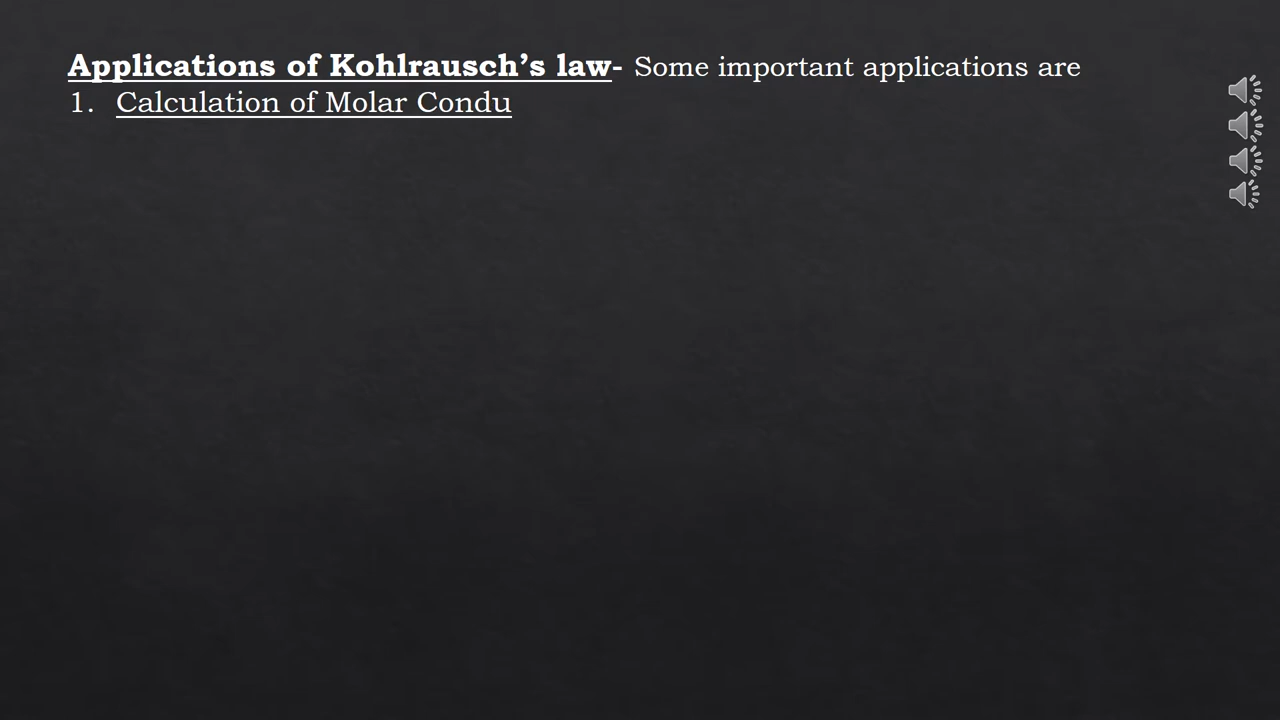 Applications of Kohlrausch’s law- Some important applications are
1. Calculation of Molar Condu